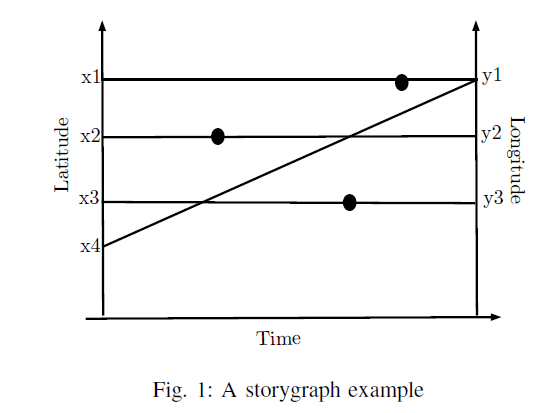 x1
y1
x2
y2
x3
y3
x4
Latitude
Longitude
Time
Fig. 1: A storygraph example